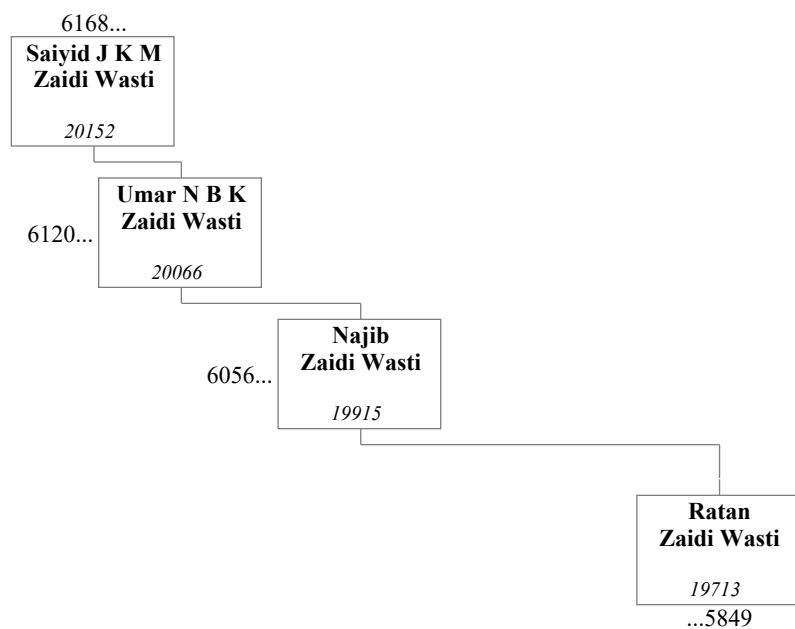 6168...
Saiyid J K M
Zaidi Wasti
20152
Umar N B K
Zaidi Wasti
6120...
20066
Najib
Zaidi Wasti
6056...
19915
Ratan
Zaidi Wasti
19713
...5849